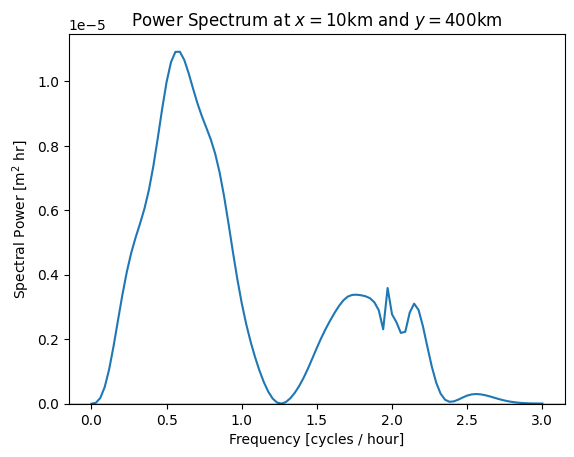 Power Spectrum at x = 10km and y = 400km
1e−5
1.0
0.8
0.6
0.4
0.2
0.0
Spectral Power [m² hr]
0.0 0.5 1.0 1.5 2.0 2.5 3.0
Frequency [cycles / hour]